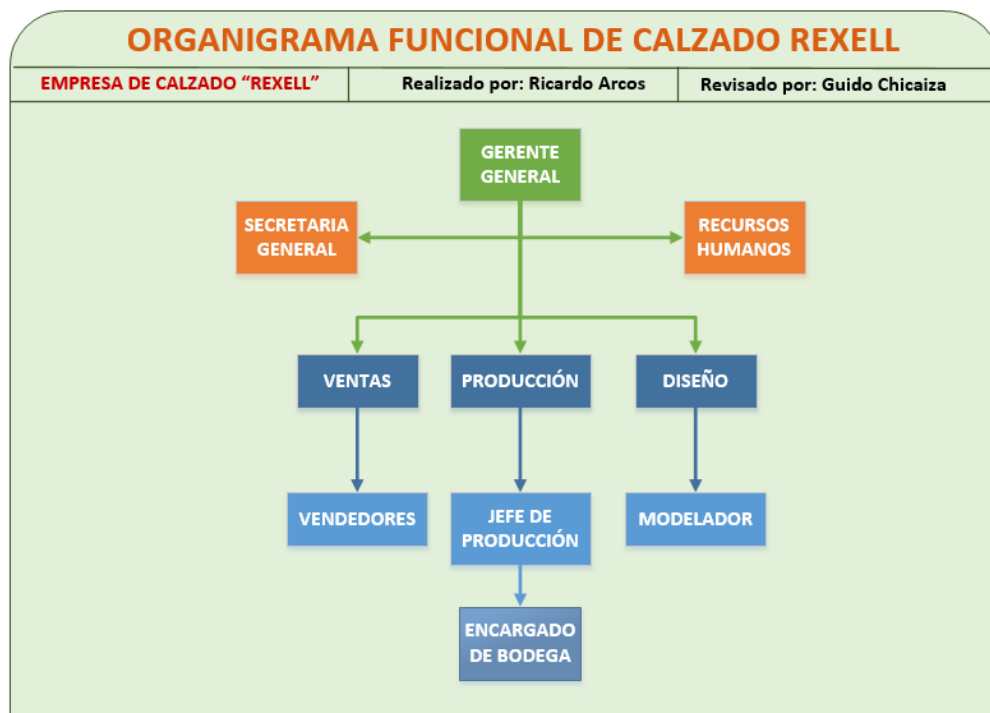 ORGANIGRAMA FUNCIONAL DE CALZADO REXELL
EMPRESA DE CALZADO “REXELL”
Realizado por: Ricardo Arcos
Revisado por: Guido Chicaiza
GERENTE
GENERAL
SECRETARIA
GENERAL
RECURSOS
HUMANOS
VENTAS
PRODUCCIÓN
DISEÑO
VENDEDORES
JEFE DE
PRODUCCIÓN
MODELADOR
ENCARGADO
DE BODEGA